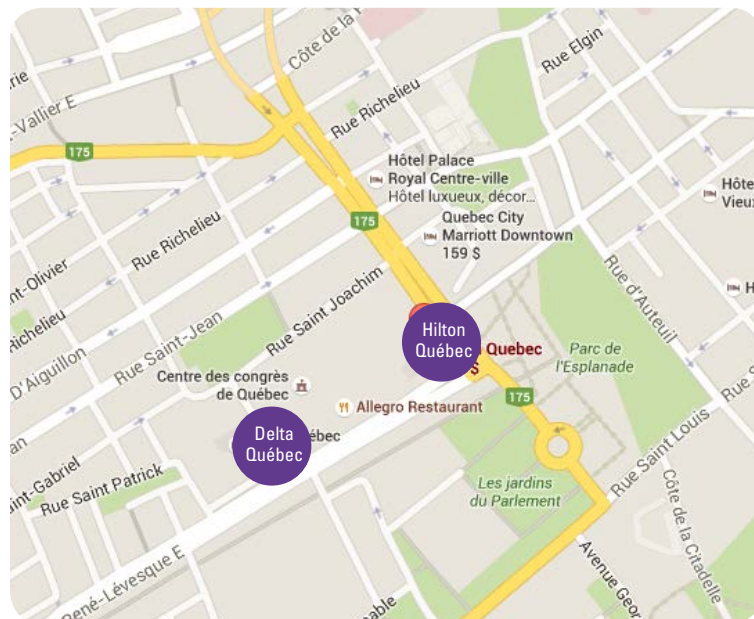 Côte de la
Rue Elgin
Rue Richelieu
-Vallier E
175
Hôtel Palace
Royal Centre-ville
Hôtel luxueux, décor...
Quebec City
Marriott Downtown
159 $
175
Hôte
Vieux
Rue Richelieu
nt-Olivier
Rue Saint Joachim
Rue d'Auteuil
H
Richelieu
Rue Saint-Jean
D'Aiguillon
Hilton
Québec
Quebec
$
Parc de
l'Esplanade
Centre des congrès
de Québec
Allegro Restaurant
175
Delta
Québec
ébec
Rue Saint Louis
Rue S
int-Gabriel
Rue Saint Patrick
Les jardins
du Parlement
Côte de la Citadelle
René-Lévesque E
able
Avenue Geor